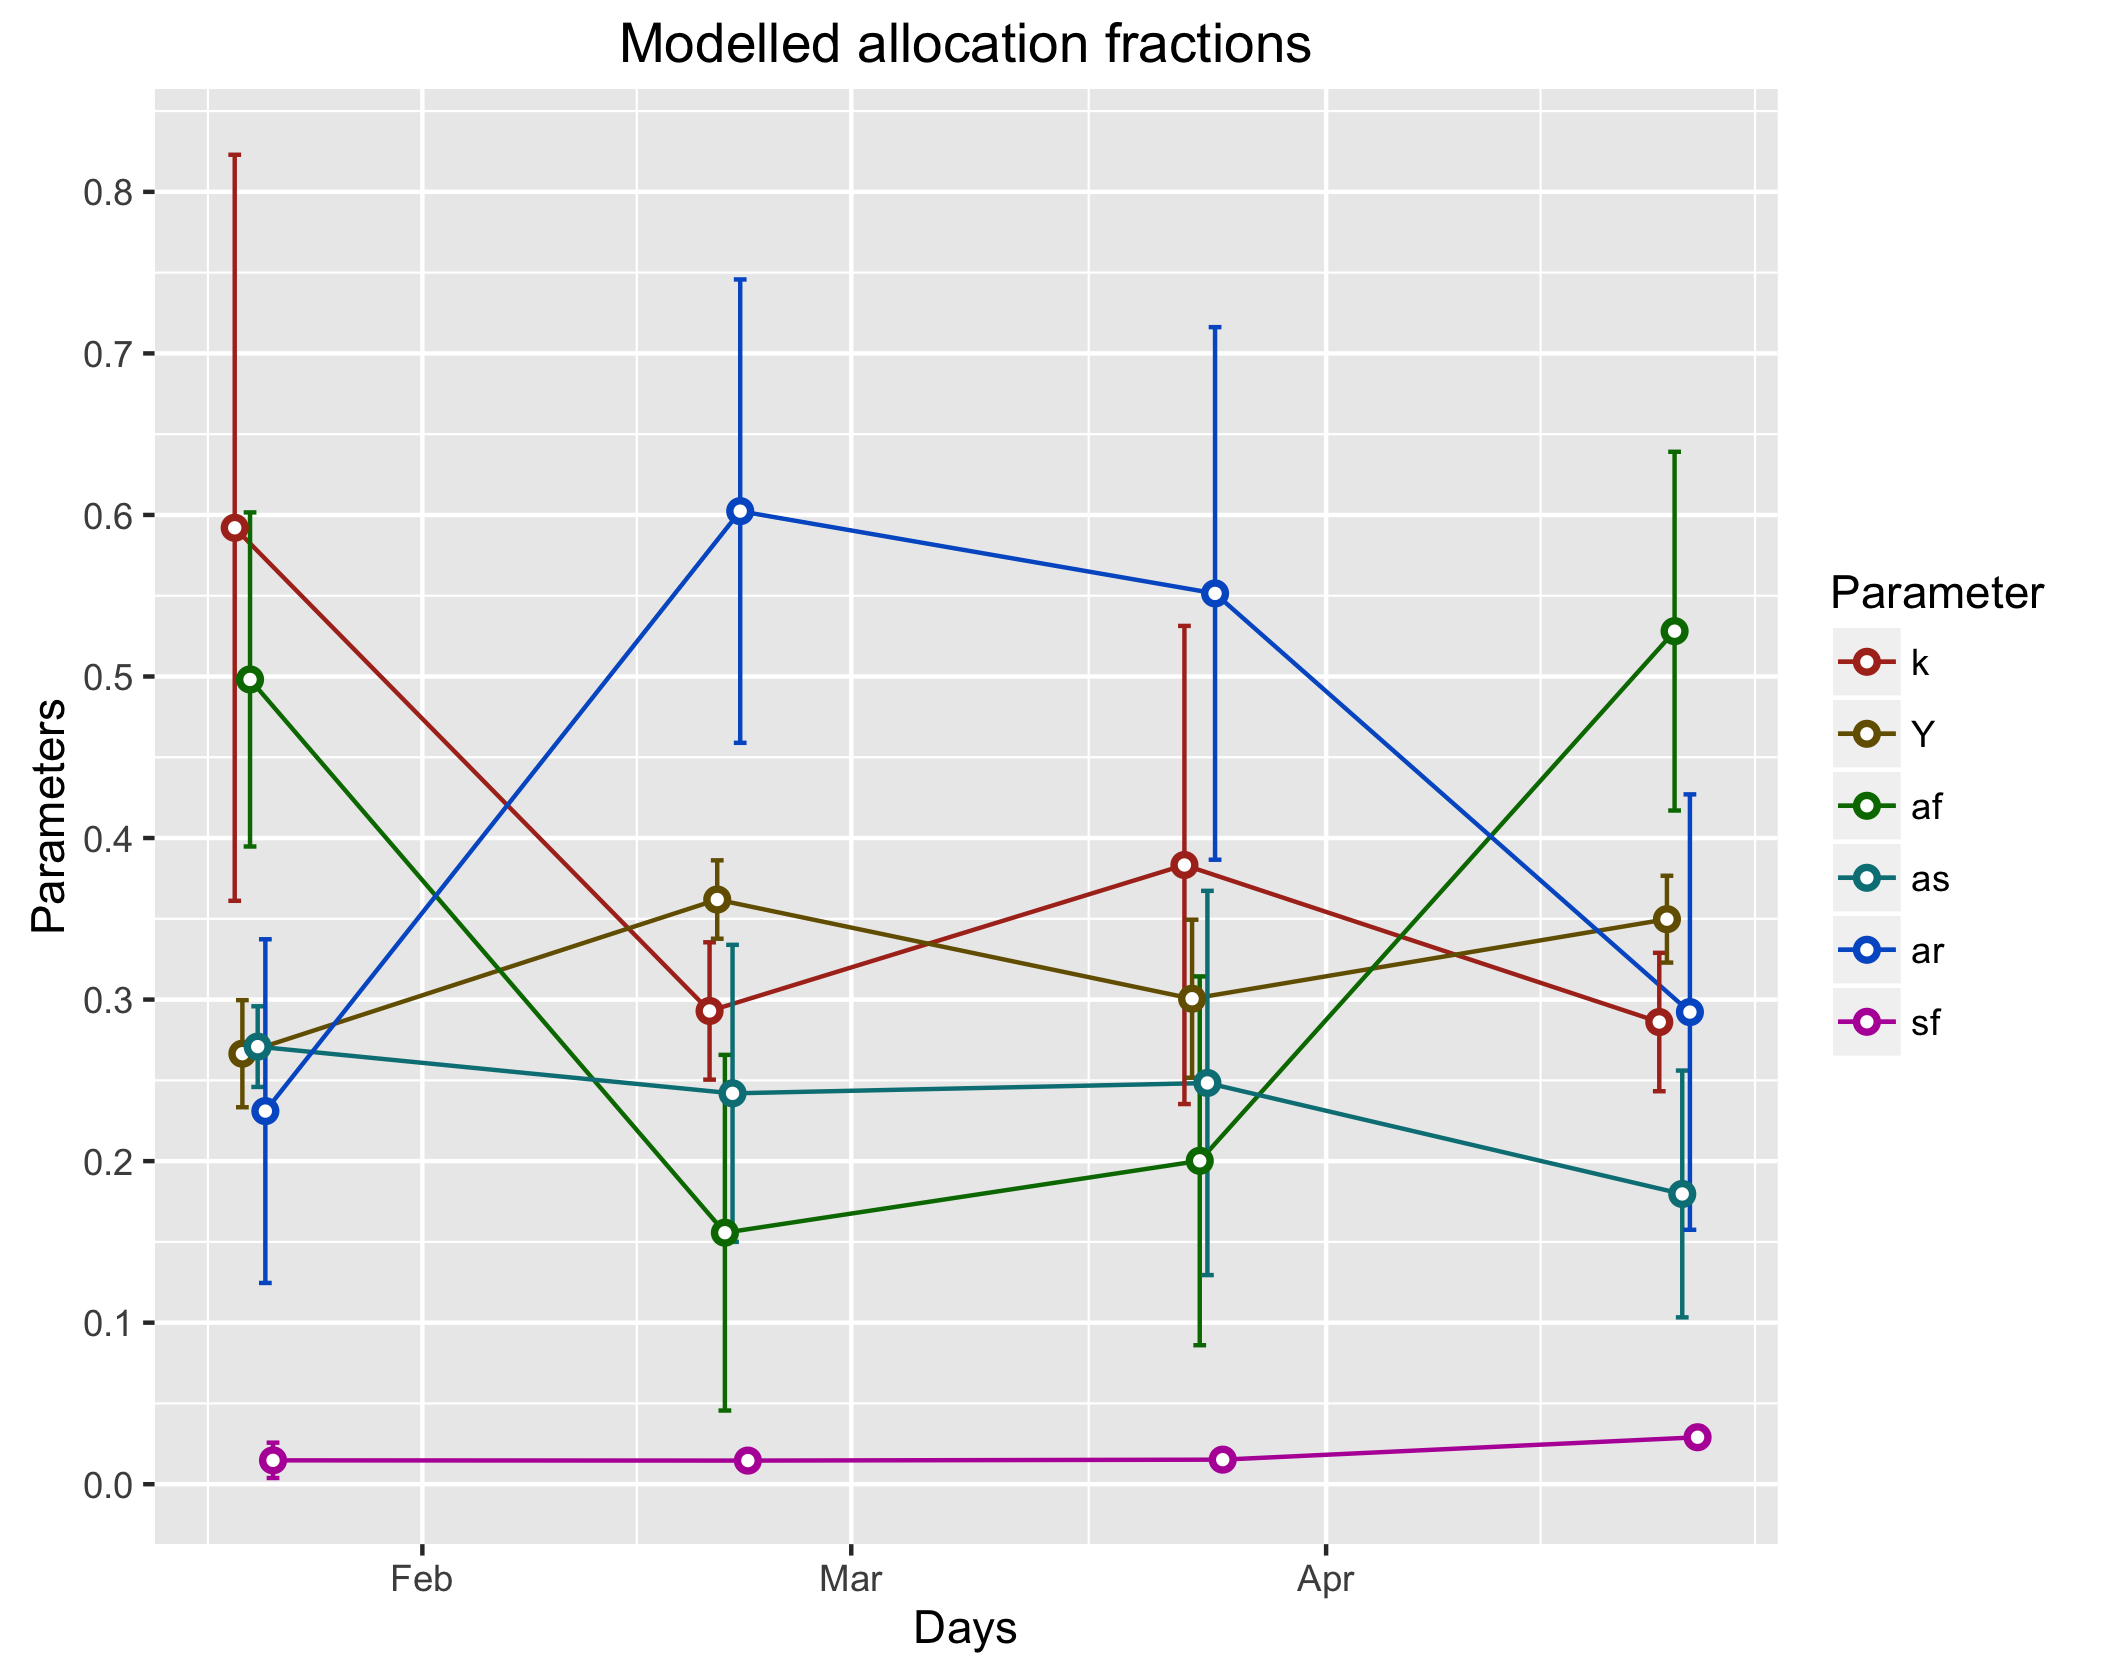 Modelled allocation fractions
Parameters
0.8
0.7
0.6
0.5
0.4
0.3
0.2
0.1
0.0
Feb Mar Apr
Days
Parameter
k
Y
af
as
ar
sf